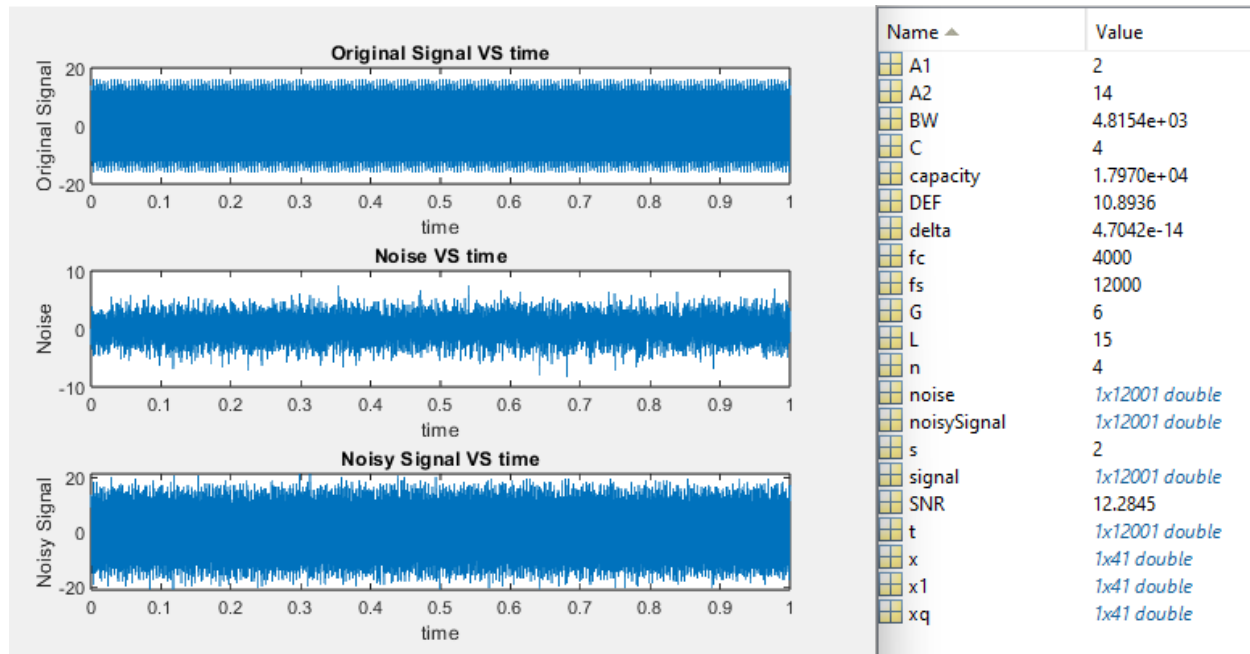 Original Signal VS time
Original Signal
20
0
-20
0 0.1 0.2 0.3 0.4 0.5 0.6 0.7 0.8 0.9 1
time
Noise VS time
Noise
10
0
-10
0 0.1 0.2 0.3 0.4 0.5 0.6 0.7 0.8 0.9 1
time
Noisy Signal VS time
Noisy Signal
20
0
-20
0 0.1 0.2 0.3 0.4 0.5 0.6 0.7 0.8 0.9 1
time
Name Value
A1 2
A2 14
BW 4.8154e+03
C 4
capacity 1.7970e+04
DEF 10.8936
delta 4.7042e-14
fc 4000
fs 12000
G 6
L 15
n 4
noise 1x12001 double
noisySignal 1x12001 double
s 2
signal 1x12001 double
SNR 12.2845
t 1x12001 double
x 1x41 double
x1 1x41 double
xq 1x41 double